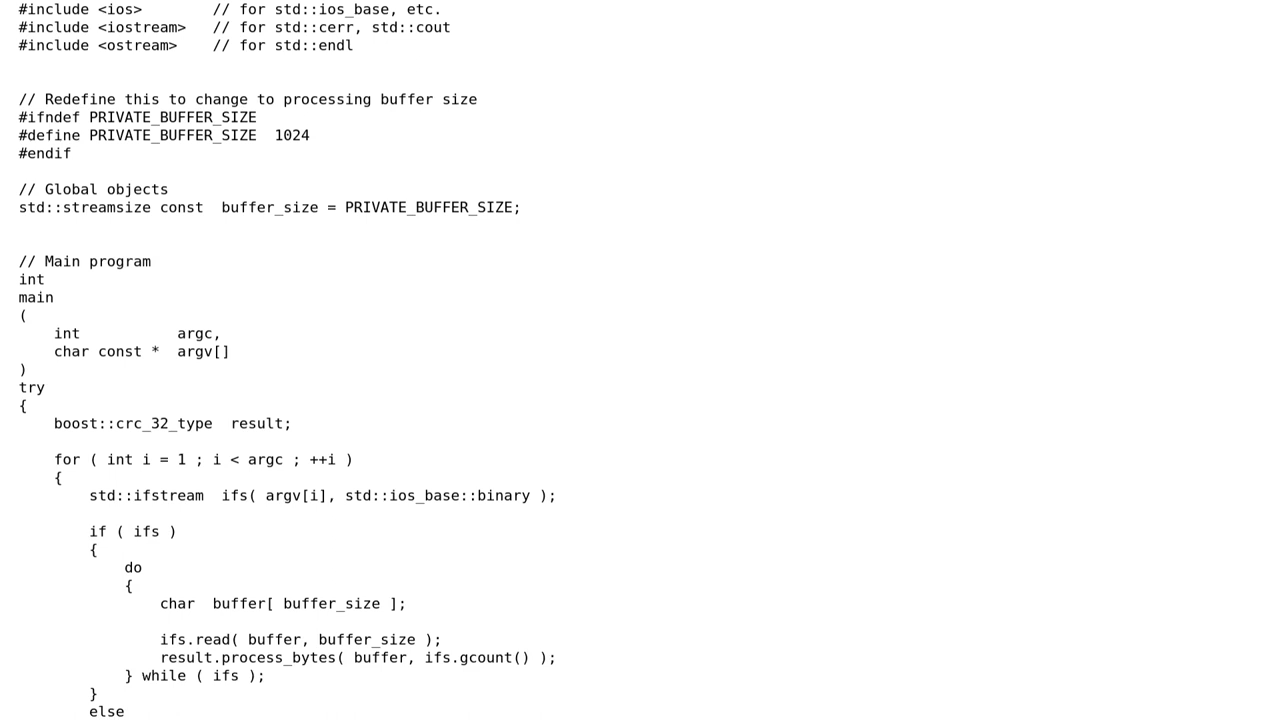 #include <ios>        // for std::ios_base, etc.
#include <iostream>   // for std::cerr, std::cout
#include <ostream>    // for std::endl


// Redefine this to change to processing buffer size
#ifndef PRIVATE_BUFFER_SIZE
#define PRIVATE_BUFFER_SIZE  1024
#endif

// Global objects
std::streamsize const  buffer_size = PRIVATE_BUFFER_SIZE;


// Main program
int
main
(
    int           argc,
    char const *  argv[]
)
try
{
    boost::crc_32_type  result;

    for ( int i = 1 ; i < argc ; ++i )
    {
        std::ifstream  ifs( argv[i], std::ios_base::binary );

        if ( ifs )
        {
            do
            {
                char  buffer[ buffer_size ];

                ifs.read( buffer, buffer_size );
                result.process_bytes( buffer, ifs.gcount() );
            } while ( ifs );
        }
        else